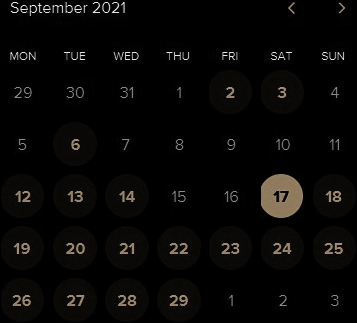 September 2021
MON TUE WED THU FRI SAT SUN
29 30 31 1 2 3 4
5 6 7 8 9 10 11
12 13 14 15 16 17 18
19 20 21 22 23 24 25
26 27 28 29 1 2 3